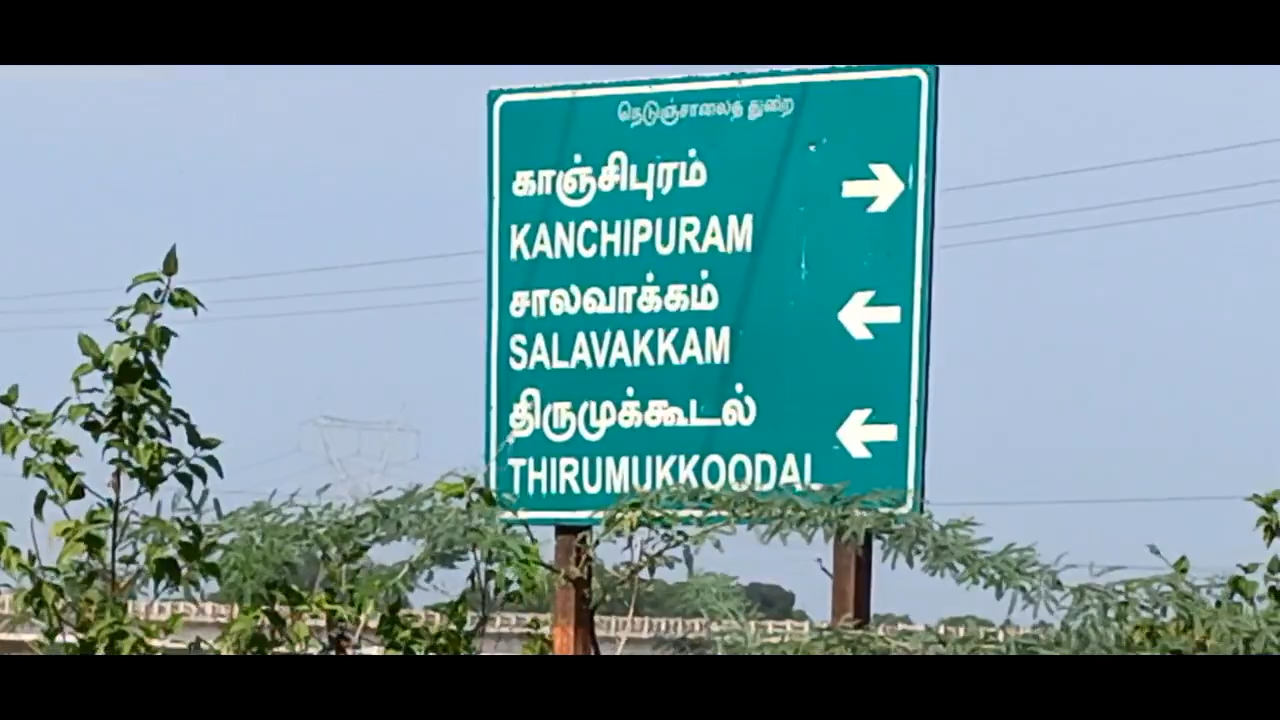 நெடுஞ்சாலைத் துறை
காஞ்சிபுரம்
KANCHIPURAM
சாலவாக்கம்
SALAVAKKAM
திருமுக்கூடல்
THIRUMUKKOODAL